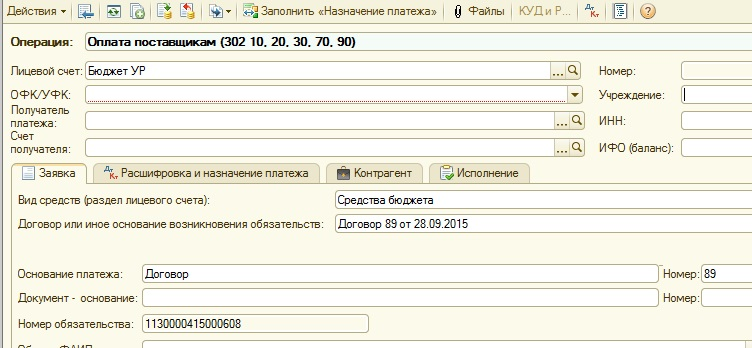 Действия Заполнить «Назначение платежа» Файлы КУД и Р...
Операция: Оплата поставщикам (302 10, 20, 30, 70, 90)
Лицевой счет: Бюджет УР ... Номер:
ОФК/УФК: Учреждение:
Получатель
платежа: ... ИНН:
Счет
получателя: ... ИФО (баланс):
Заявка Расшифровка и назначение платежа Контрагент Исполнение
Вид средств (раздел лицевого счета): Средства бюджета
Договор или иное основание возникновения обязательств: Договор 89 от 28.09.2015
Основание платежа: Договор Номер: 89
Документ - основание: Номер:
Номер обязательства: 1130000415000608